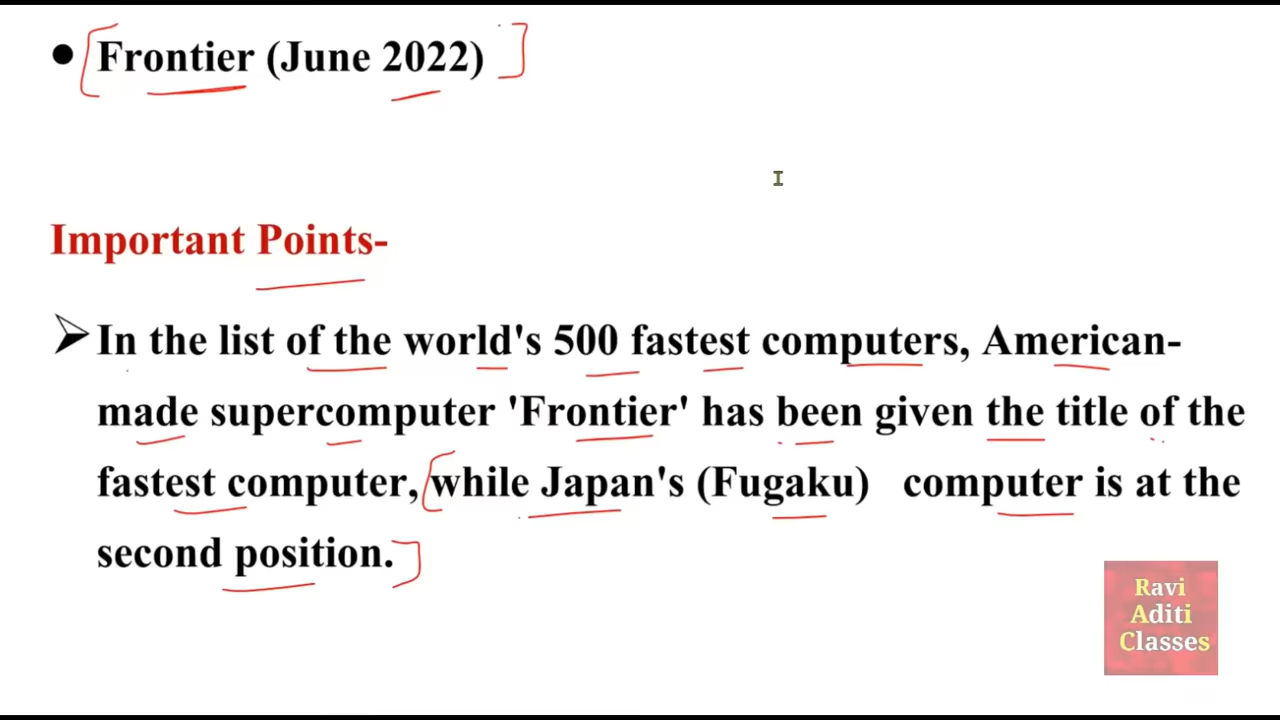 ● Frontier (June 2022)
Important Points-
➢ In the list of the world's 500 fastest computers, American-
made supercomputer 'Frontier' has been given the title of the
fastest computer, while Japan's (Fugaku) computer is at the
second position.
Ravi
Aditi
Classes